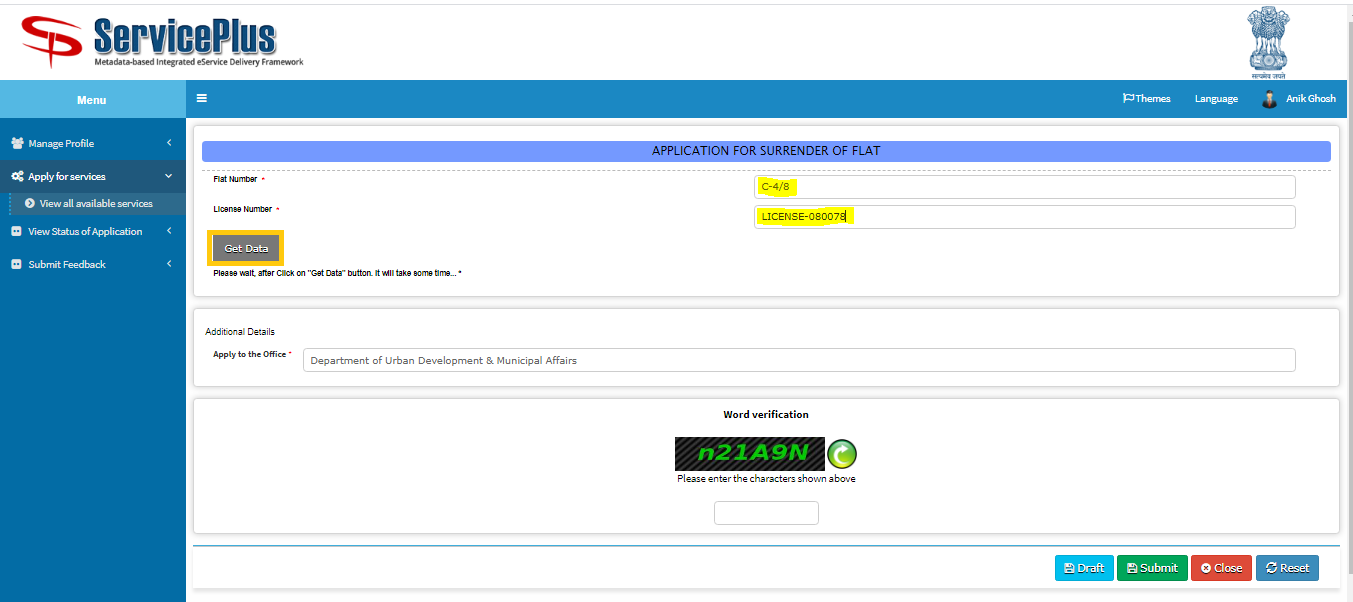 ServicePlus
Metadata-based Integrated eService Delivery Framework
सत्यमेव जयते
Menu
Themes Language Anik Ghosh
Manage Profile
Apply for services
View all available services
View Status of Application
Submit Feedback
APPLICATION FOR SURRENDER OF FLAT
Flat Number * C-4/8
License Number * LICENSE-080078
Get Data
Please wait, after Click on "Get Data" button. It will take some time... *
Additional Details
Apply to the Office * Department of Urban Development & Municipal Affairs
Word verification
n21A9N
Please enter the characters shown above
Draft Submit Close Reset